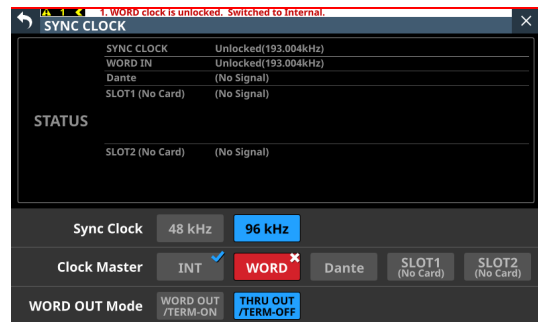 1 1. WORD clock is unlocked. Switched to Internal.
SYNC CLOCK
SYNC CLOCK Unlocked(193.004kHz)
WORD IN Unlocked(193.004kHz)
Dante (No Signal)
SLOT1 (No Card) (No Signal)
STATUS
SLOT2 (No Card) (No Signal)
Sync Clock 48 kHz 96 kHz
Clock Master INT WORD Dante SLOT1 (No Card) SLOT2 (No Card)
WORD OUT Mode WORD OUT /TERM-ON THRU OUT /TERM-OFF